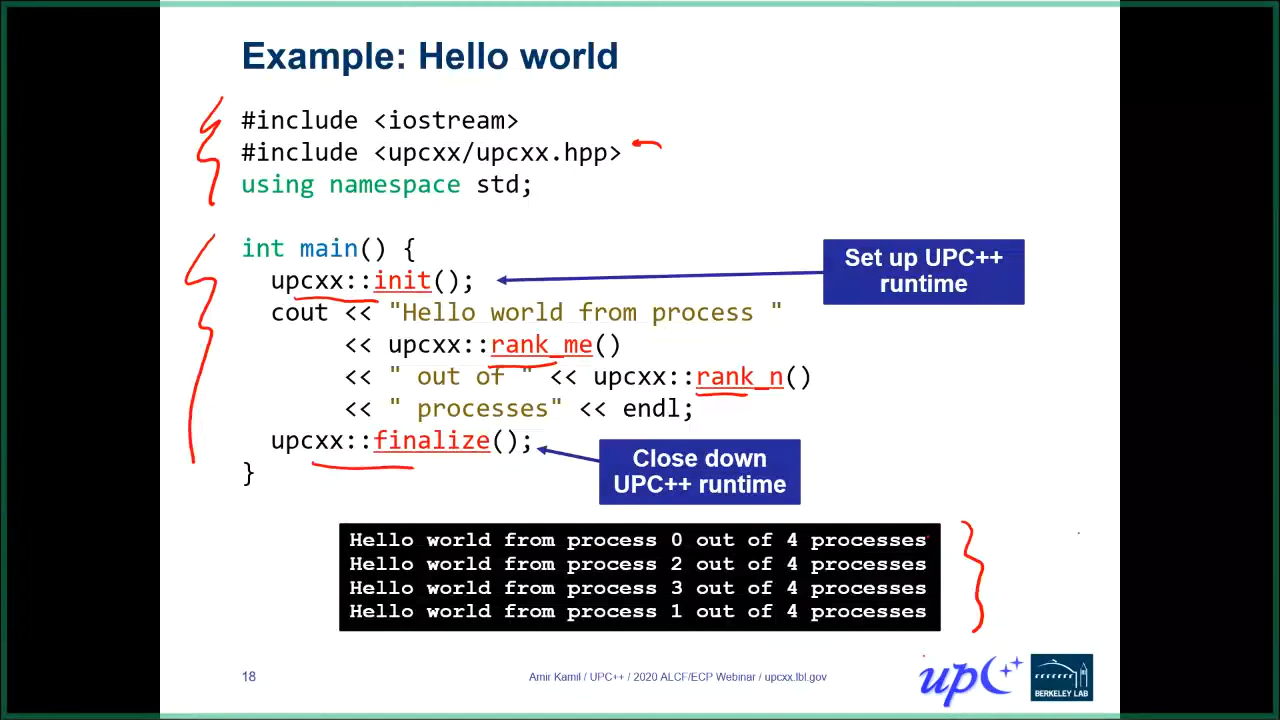 Example: Hello world
#include <iostream>
#include <upcxx/upcxx.hpp>
using namespace std;
int main() {
upcxx::init();
Set up UPC++
runtime
cout << "Hello world from process "
<< upcxx::rank_me()
<< " out of " << upcxx::rank_n()
<< " processes" << endl;
upcxx::finalize();
Close down
UPC++ runtime
}
Hello world from process 0 out of 4 processes
Hello world from process 2 out of 4 processes
Hello world from process 3 out of 4 processes
Hello world from process 1 out of 4 processes
18
Amir Kamil / UPC++ / 2020 ALCF/ECP Webinar / upcxx.lbl.gov
upC++
BERKELEY LAB